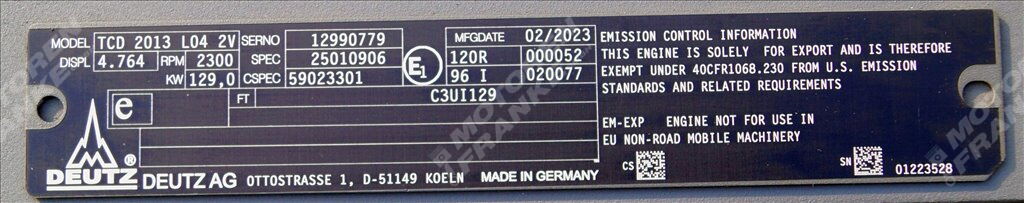 MODEL TCD 2013 L04 2V SERNO 12990779 MFGDATE 02/2023
DISPL 4.764 RPM 2300 SPEC 25010906 E1 120R 000052
KW 129,0 CSPEC 59023301 96 I 020077
e FT C3UI129
EMISSION CONTROL INFORMATION
THIS ENGINE IS SOLELY FOR EXPORT AND IS THEREFORE
EXEMPT UNDER 40CFR1068.230 FROM U.S. EMISSION
STANDARDS AND RELATED REQUIREMENTS
EM-EXP ENGINE NOT FOR USE IN
EU NON-ROAD MOBILE MACHINERY
CS SN 01223528
DEUTZ DEUTZ AG OTTOSTRASSE 1, D-51149 KOELN MADE IN GERMANY
MOTOREN
FRANKEN